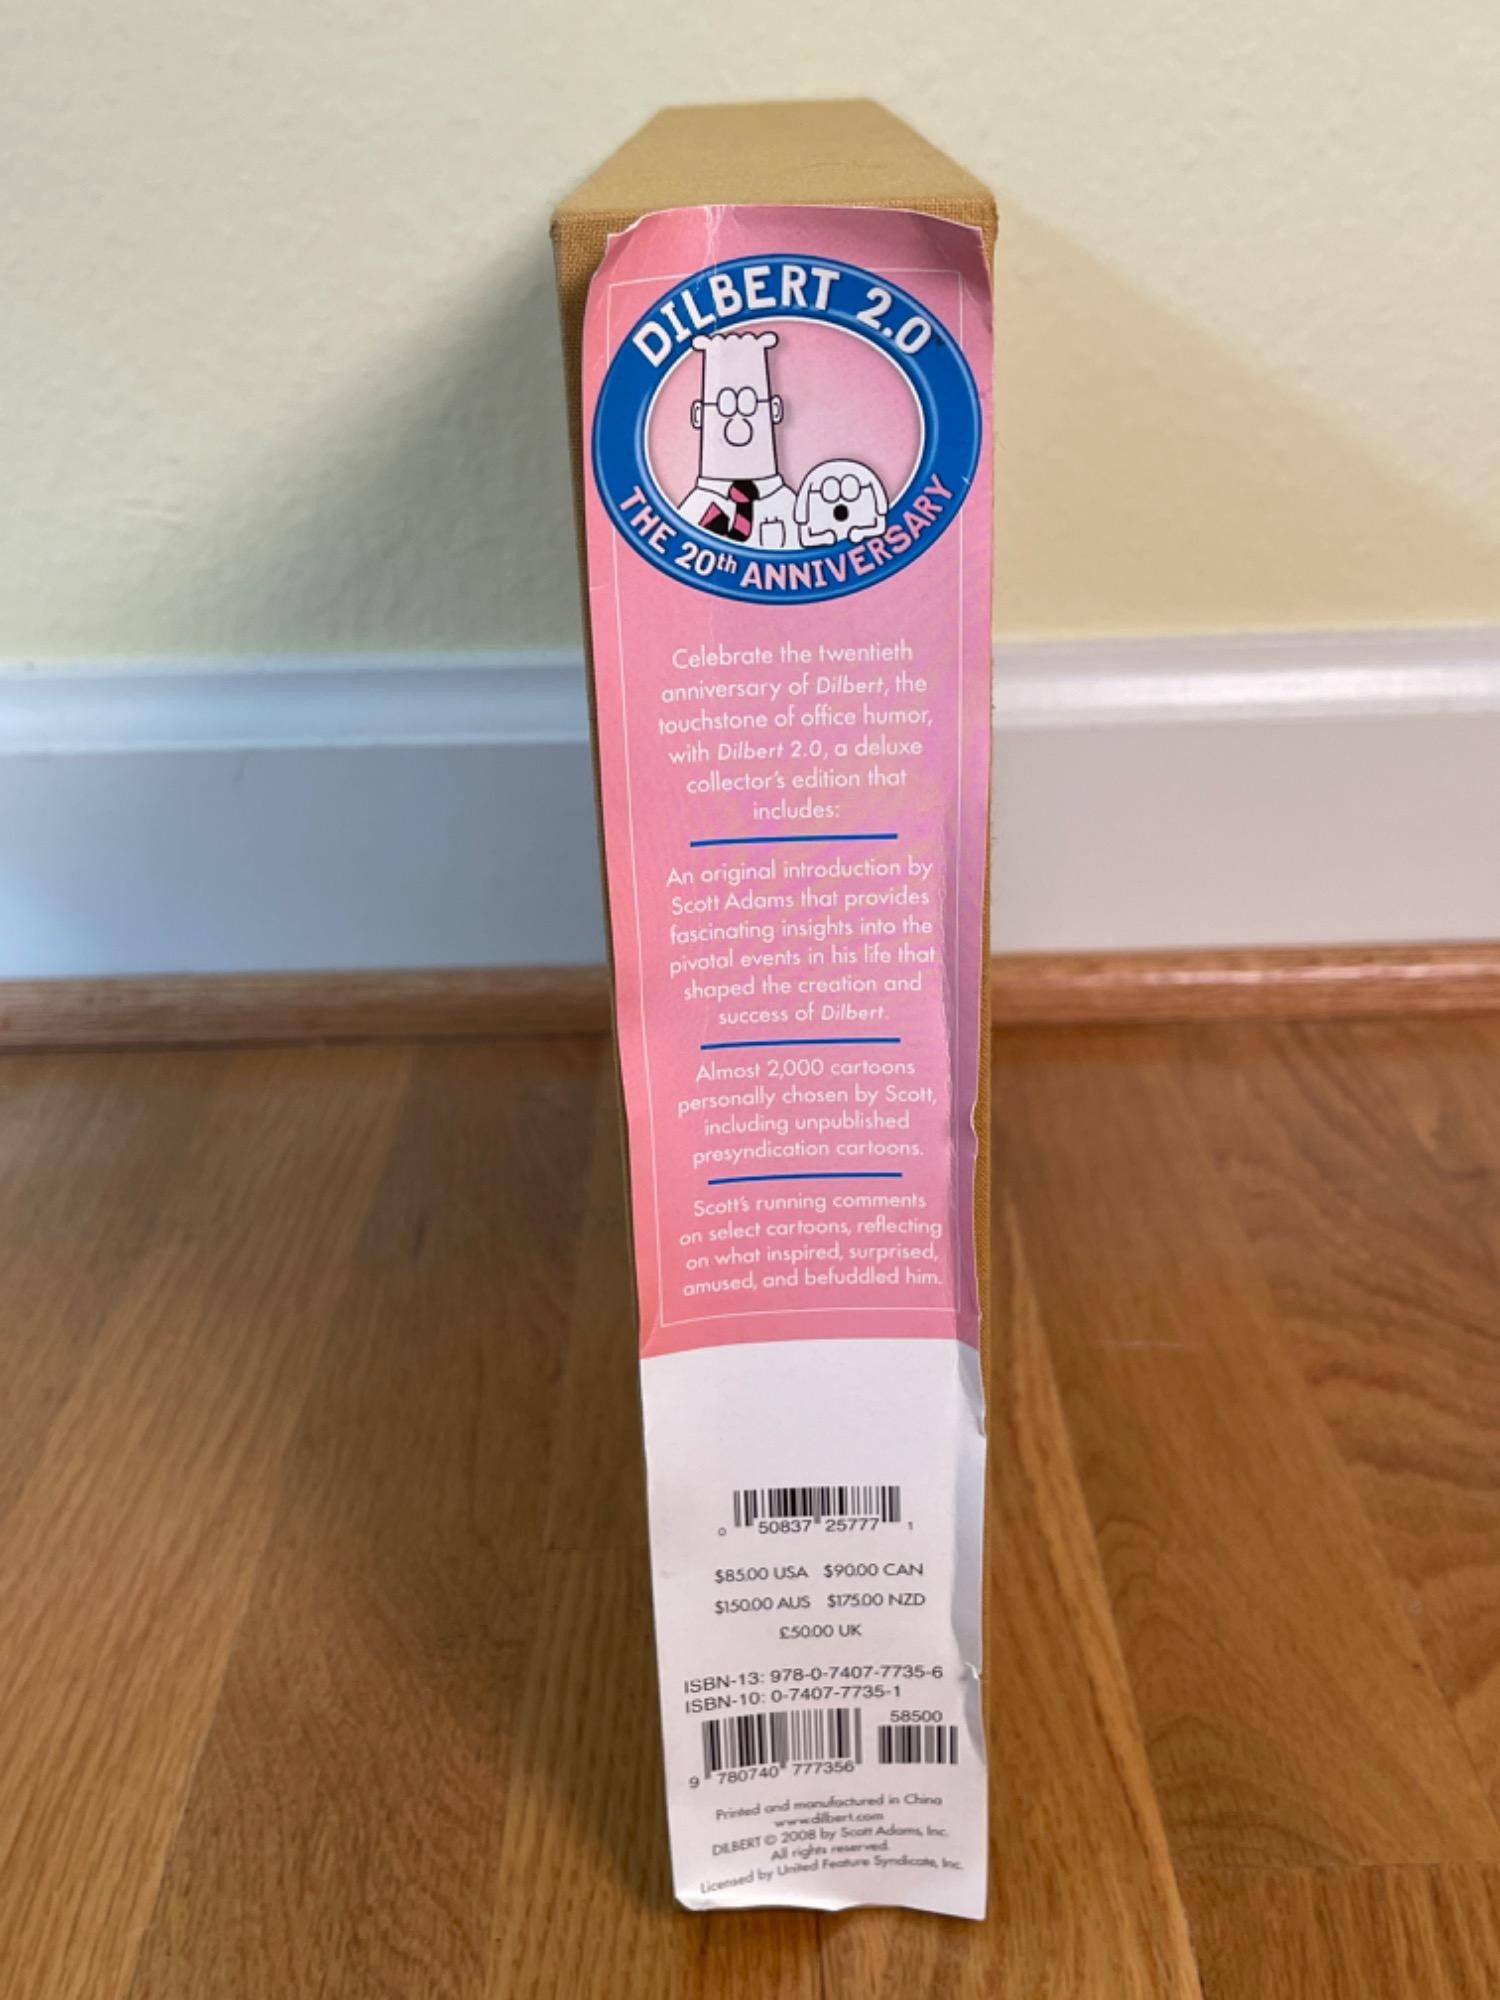 DILBERT 2.0
THE 20th ANNIVERSARY
Celebrate the twentieth
anniversary of Dilbert, the
touchstone of office humor,
with Dilbert 2.0, a deluxe
collector's edition that
includes:
An original introduction by
Scott Adams that provides
fascinating insights into the
pivotal events in his life that
shaped the creation and
success of Dilbert.
Almost 2,000 cartoons
personally chosen by Scott,
including unpublished
presyndication cartoons.
Scott's running comments
on select cartoons, reflecting
on what inspired, surprised,
amused, and befuddled him.
0 50837 25777 1
$85.00 USA $90.00 CAN
$150.00 AUS $175.00 NZD
£50.00 UK
ISBN-13: 978-0-7407-7735-6
ISBN-10: 0-7407-7735-1
58500
9 780740 777356
Printed and manufactured in China
www.dilbert.com
DILBERT © 2008 by Scott Adams, Inc.
All rights reserved.
Licensed by United Feature Syndicate, Inc.